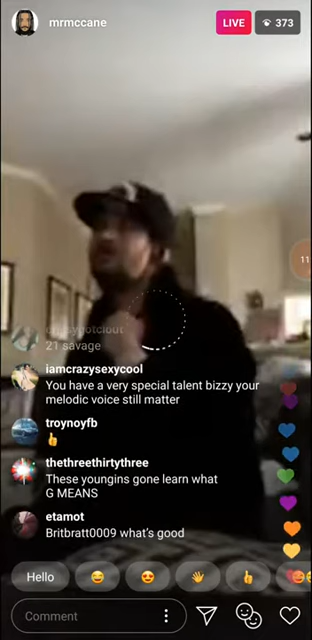 mrmccane
LIVE
373
11
21 savage
iamcrazysexycool
You have a very special talent bizzy your
melodic voice still matter
troynoyfb
👍
thethreethirtythree
These youngins gone learn what
G MEANS
etamot
Britbratt0009 what's good
Hello
Comment